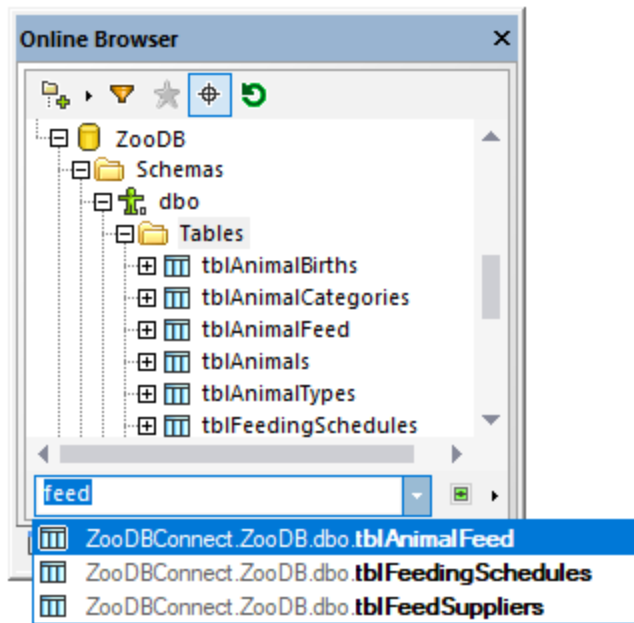 Online Browser
ZooDB
Schemas
dbo
Tables
tblAnimalBirths
tblAnimalCategories
tblAnimalFeed
tblAnimals
tblAnimalTypes
tblFeedingSchedules
feed
ZooDBConnect.ZooDB.dbo.tblAnimalFeed
ZooDBConnect.ZooDB.dbo.tblFeedingSchedules
ZooDBConnect.ZooDB.dbo.tblFeedSuppliers